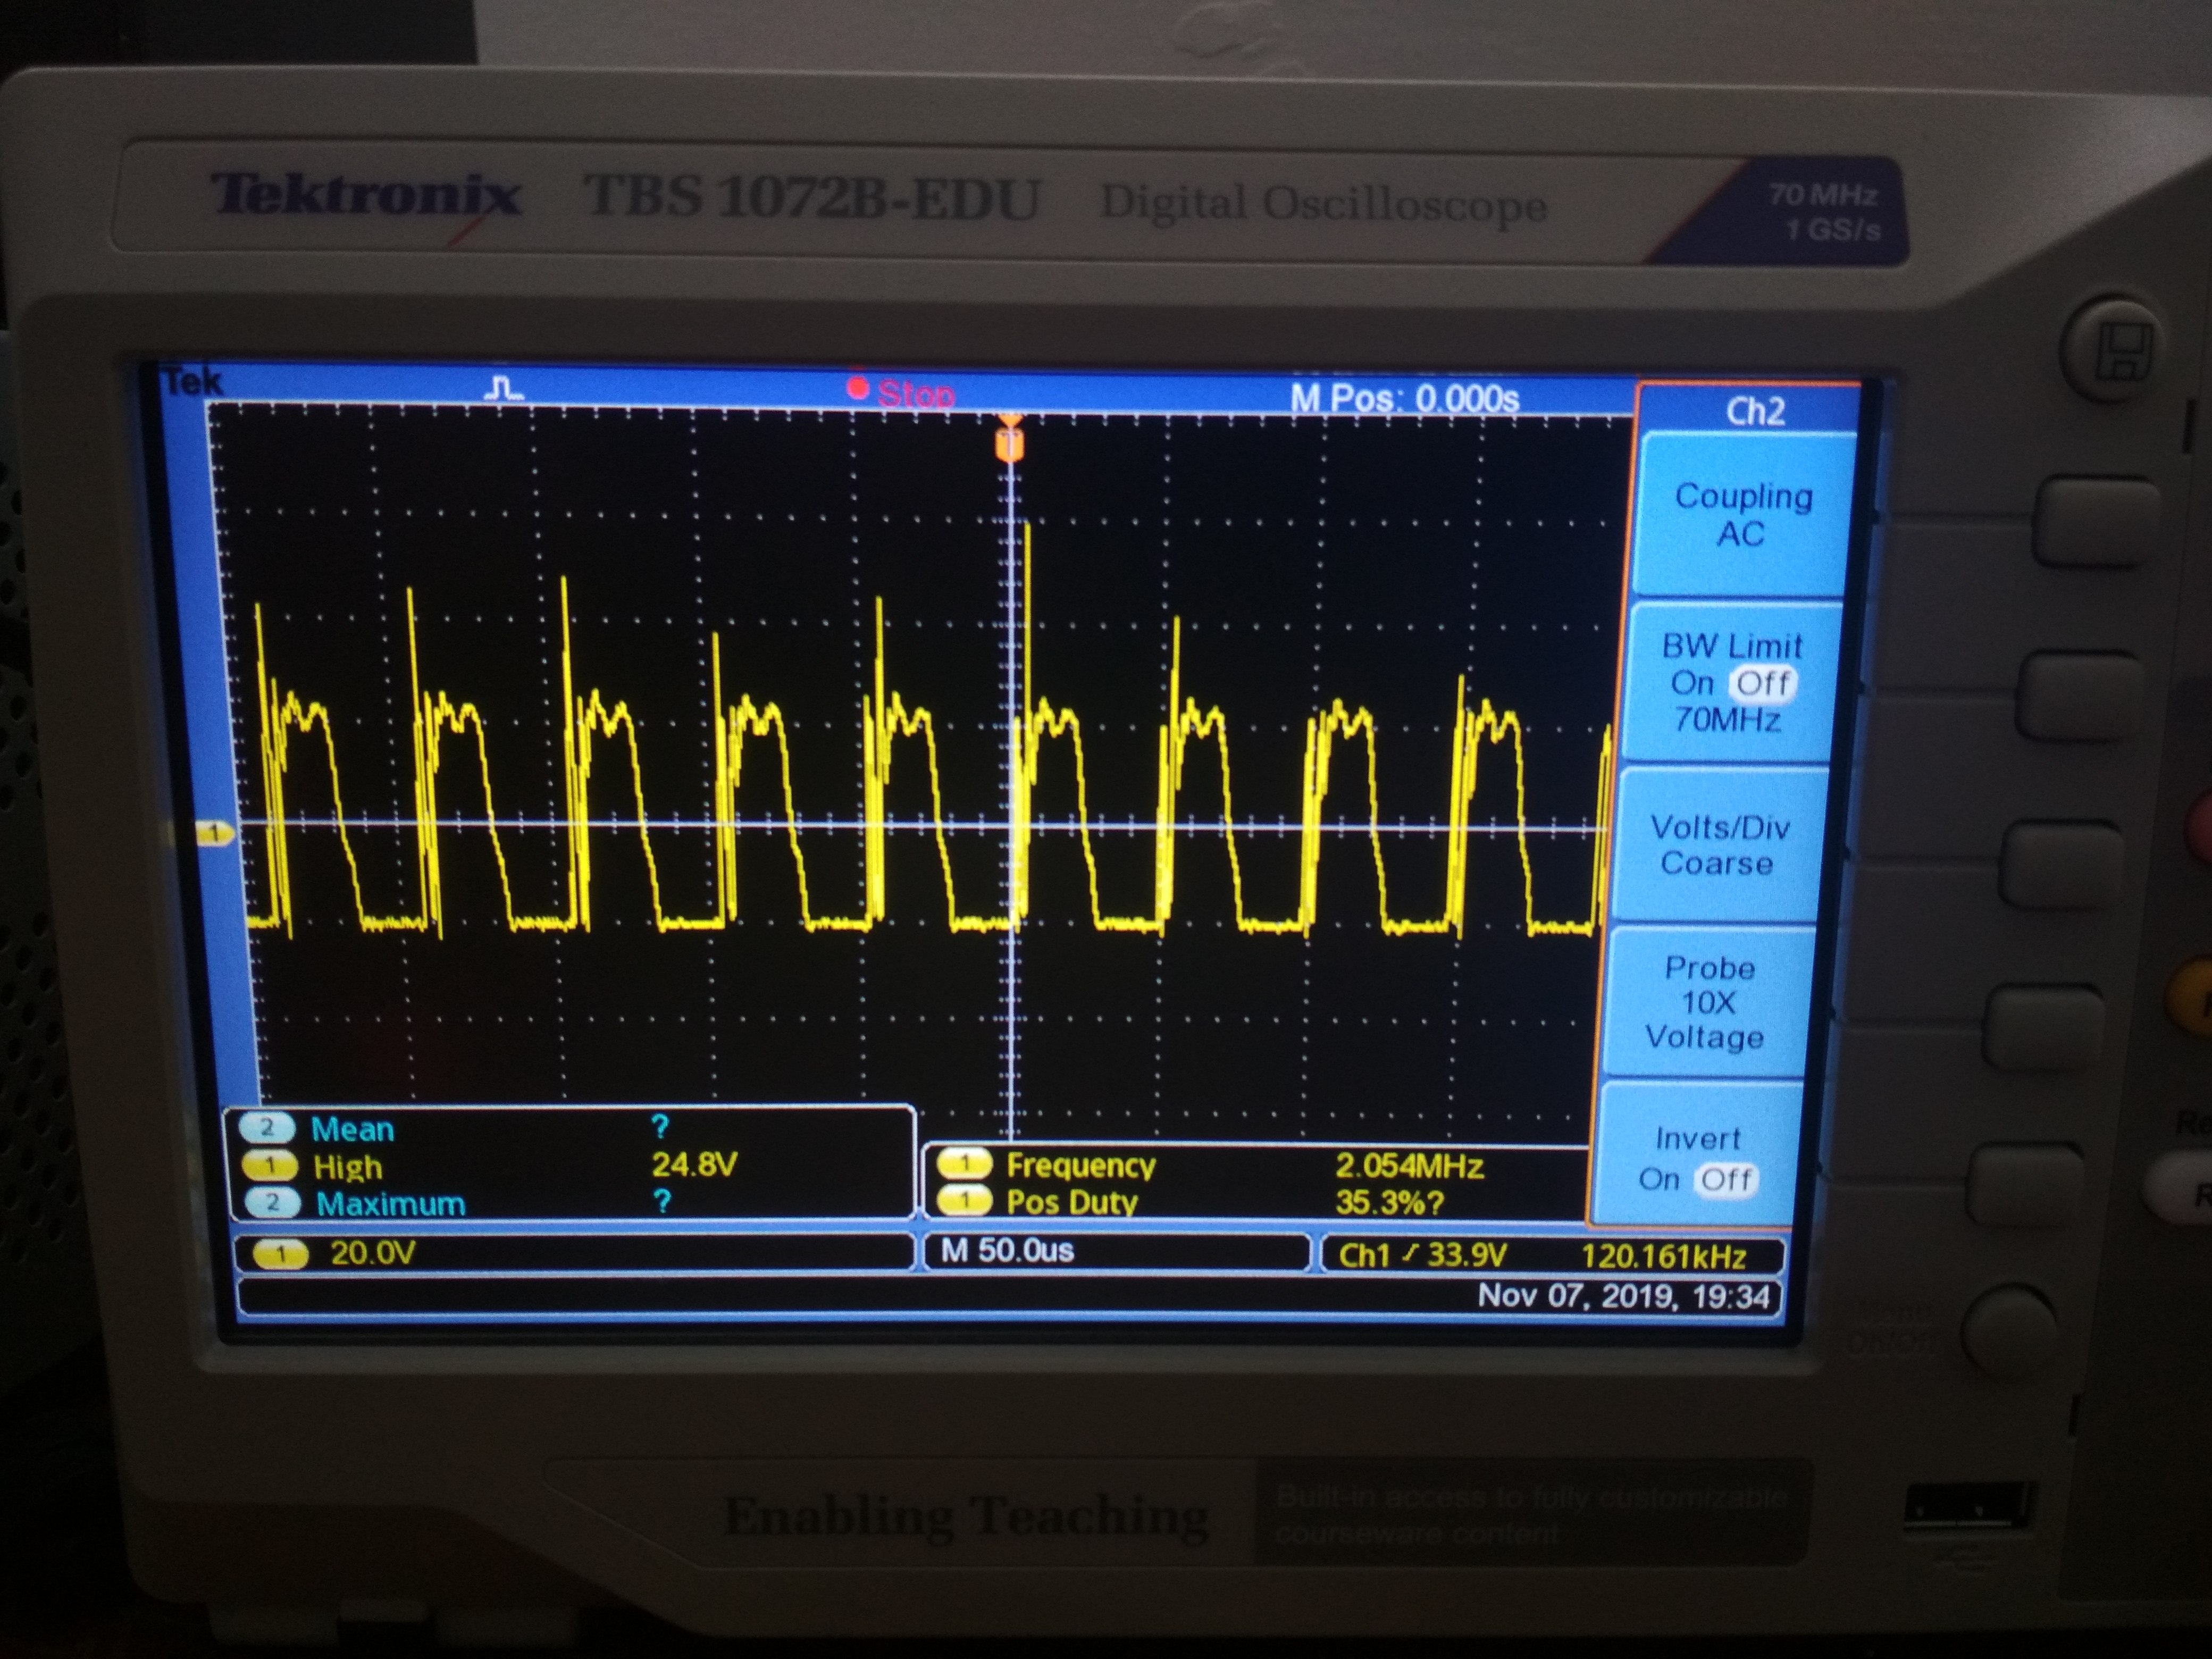 Tektronix TBS 1072B-EDU Digital Oscilloscope
70 MHz
1 GS/s
Tek
Stop
M Pos: 0.000s
T
Ch2
Coupling
AC
BW Limit
On Off
70MHz
1
Volts/Div
Coarse
Probe
10X
Voltage
Invert
On Off
2 Mean ?
1 High 24.8V
2 Maximum ?
1 Frequency 2.054MHz
1 Pos Duty 35.3%?
1 20.0V
M 50.0us
Ch1 33.9V 120.161kHz
Nov 07, 2019, 19:34
Enabling Teaching
Built-in access to fully customizable
courseware content